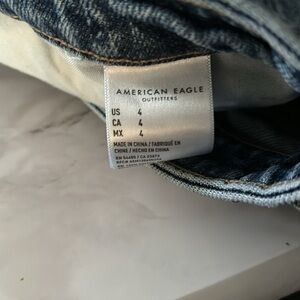 AMERICAN EAGLE
OUTFITTERS
US 4
CA 4
MX 4
MADE IN CHINA / FABRIQUÉ EN
CHINE / HECHO EN CHINA